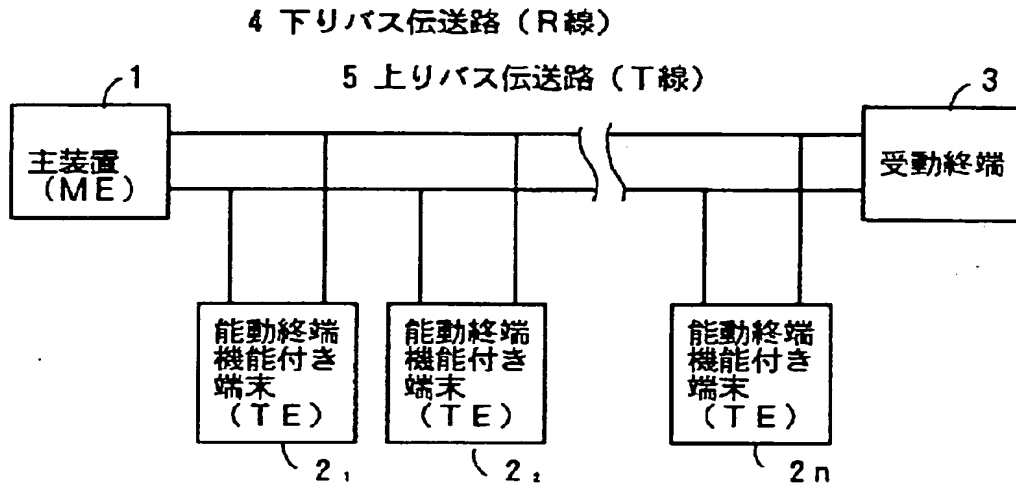 4 下りバス伝送路（R線）
5 上りバス伝送路（T線）
1
3
主装置
（ME）
受動終端
能動終端
機能付き
端末
（TE）
能動終端
機能付き
端末
（TE）
能動終端
機能付き
端末
（TE）
2₁
2₂
2n